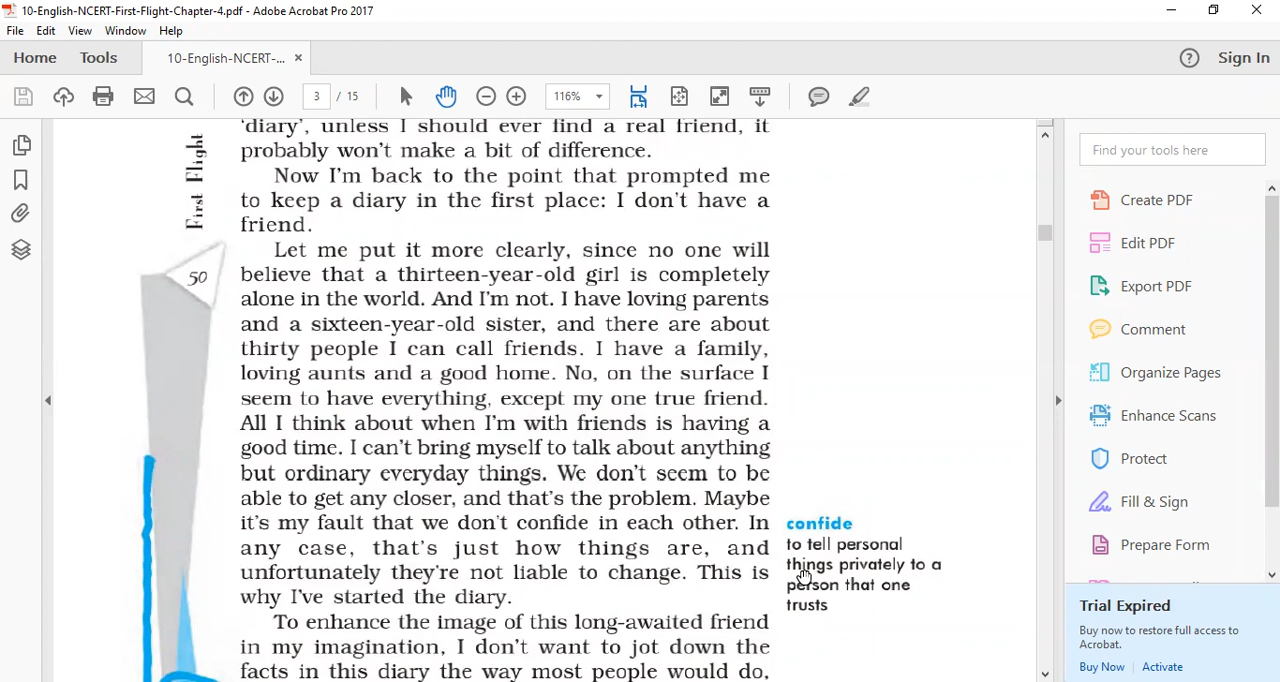 10-English-NCERT-First-Flight-Chapter-4.pdf - Adobe Acrobat Pro 2017
File Edit View Window Help
Home Tools 10-English-NCERT-... × ? Sign In
3 / 15 116%
First Flight
50
'diary', unless I should ever find a real friend, it
probably won't make a bit of difference.
Now I'm back to the point that prompted me
to keep a diary in the first place: I don't have a
friend.
Let me put it more clearly, since no one will
believe that a thirteen-year-old girl is completely
alone in the world. And I'm not. I have loving parents
and a sixteen-year-old sister, and there are about
thirty people I can call friends. I have a family,
loving aunts and a good home. No, on the surface I
seem to have everything, except my one true friend.
All I think about when I'm with friends is having a
good time. I can't bring myself to talk about anything
but ordinary everyday things. We don't seem to be
able to get any closer, and that's the problem. Maybe
it's my fault that we don't confide in each other. In
any case, that's just how things are, and
unfortunately they're not liable to change. This is
why I've started the diary.
To enhance the image of this long-awaited friend
in my imagination, I don't want to jot down the
facts in this diary the way most people would do,
confide
to tell personal
things privately to a
person that one
trusts
Find your tools here
Create PDF
Edit PDF
Export PDF
Comment
Organize Pages
Enhance Scans
Protect
Fill & Sign
Prepare Form
Trial Expired
Buy now to restore full access to
Acrobat.
Buy Now Activate